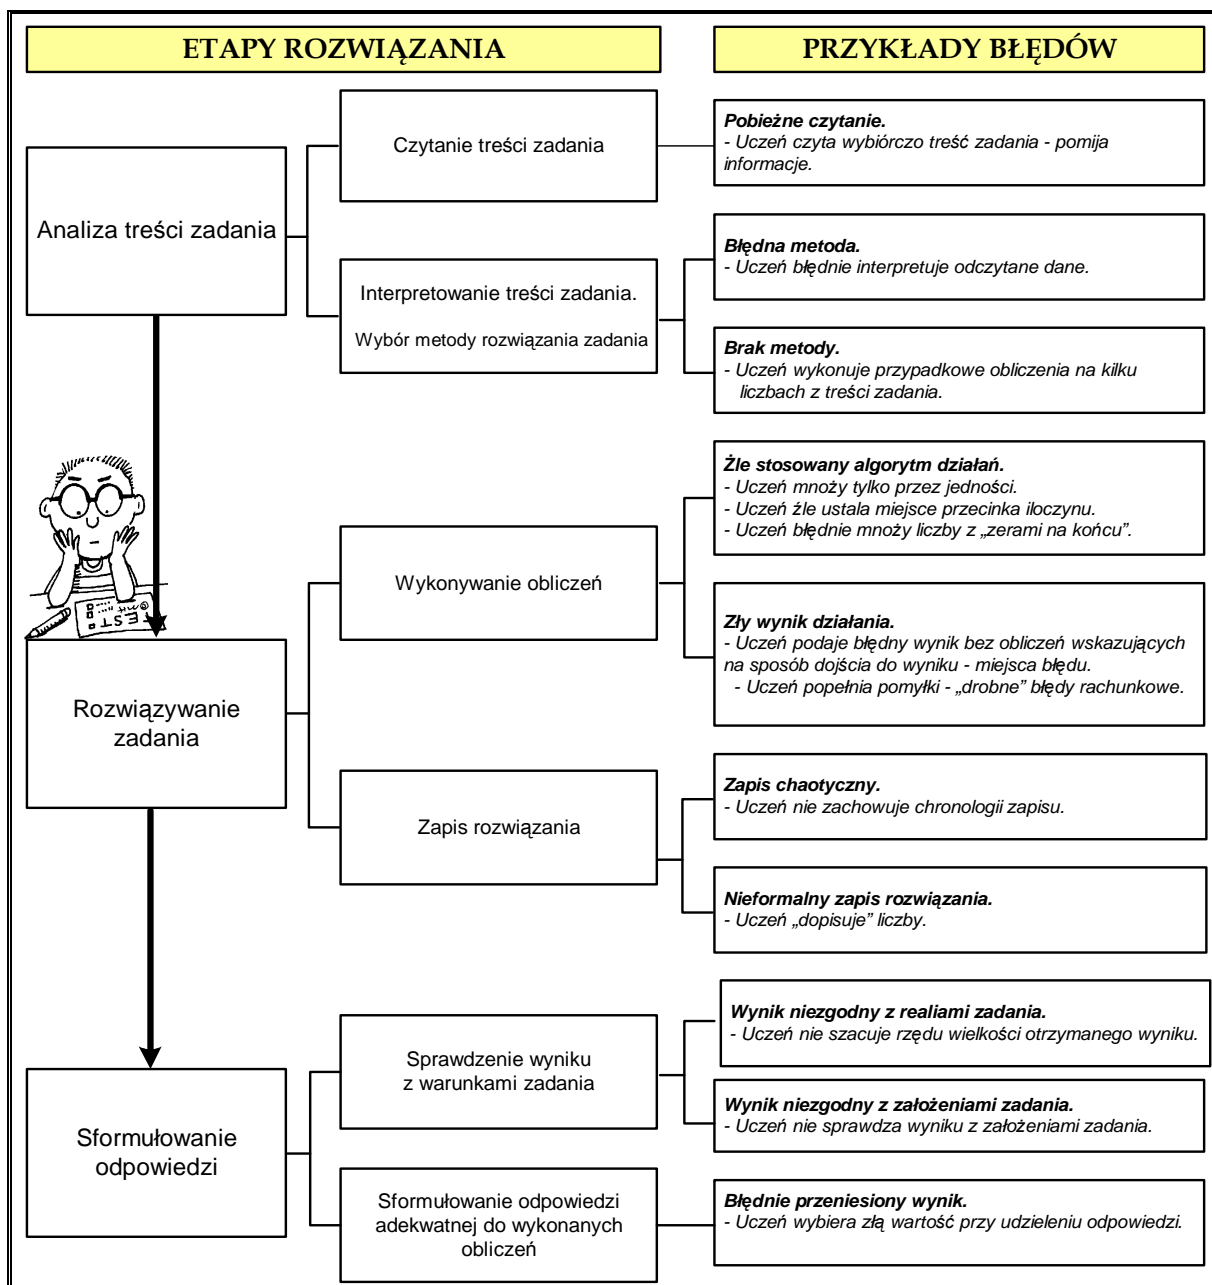 ETAPY ROZWIĄZANIA
PRZYKŁADY BŁĘDÓW
Analiza treści zadania
Czytanie treści zadania
Pobieżne czytanie.
- Uczeń czyta wybiórczo treść zadania - pomija
informacje.
Interpretowanie treści zadania.
Wybór metody rozwiązania zadania
Błędna metoda.
- Uczeń błędnie interpretuje odczytane dane.
Brak metody.
- Uczeń wykonuje przypadkowe obliczenia na kilku
liczbach z treści zadania.
TEST
Rozwiązywanie
zadania
Wykonywanie obliczeń
Żle stosowany algorytm działań.
- Uczeń mnoży tylko przez jedności.
- Uczeń źle ustala miejsce przecinka iloczynu.
- Uczeń błędnie mnoży liczby z „zerami na końcu”.
Zły wynik działania.
- Uczeń podaje błędny wynik bez obliczeń wskazujących
na sposób dojścia do wyniku - miejsca błędu.
- Uczeń popełnia pomyłki - „drobne” błędy rachunkowe.
Zapis rozwiązania
Zapis chaotyczny.
- Uczeń nie zachowuje chronologii zapisu.
Nieformalny zapis rozwiązania.
- Uczeń „dopisuje” liczby.
Sformułowanie
odpowiedzi
Sprawdzenie wyniku
z warunkami zadania
Wynik niezgodny z realiami zadania.
- Uczeń nie szacuje rzędu wielkości otrzymanego wyniku.
Wynik niezgodny z założeniami zadania.
- Uczeń nie sprawdza wyniku z założeniami zadania.
Sformułowanie odpowiedzi
adekwatnej do wykonanych
obliczeń
Błędnie przeniesiony wynik.
- Uczeń wybiera złą wartość przy udzieleniu odpowiedzi.